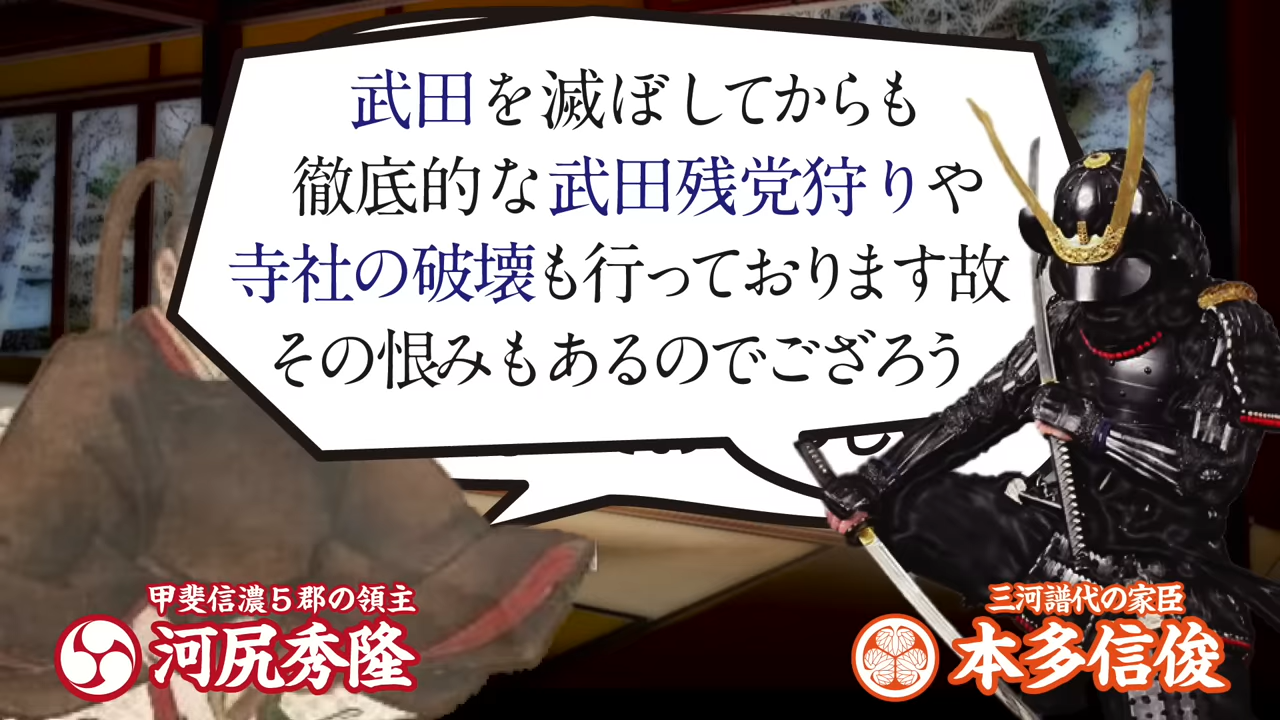 武田を滅ぼしてからも
徹底的な武田残党狩りや
寺社の破壊も行っております故
その恨みもあるのでござろう
甲斐信濃5郡の領主
河尻秀隆
三河譜代の家臣
本多信俊